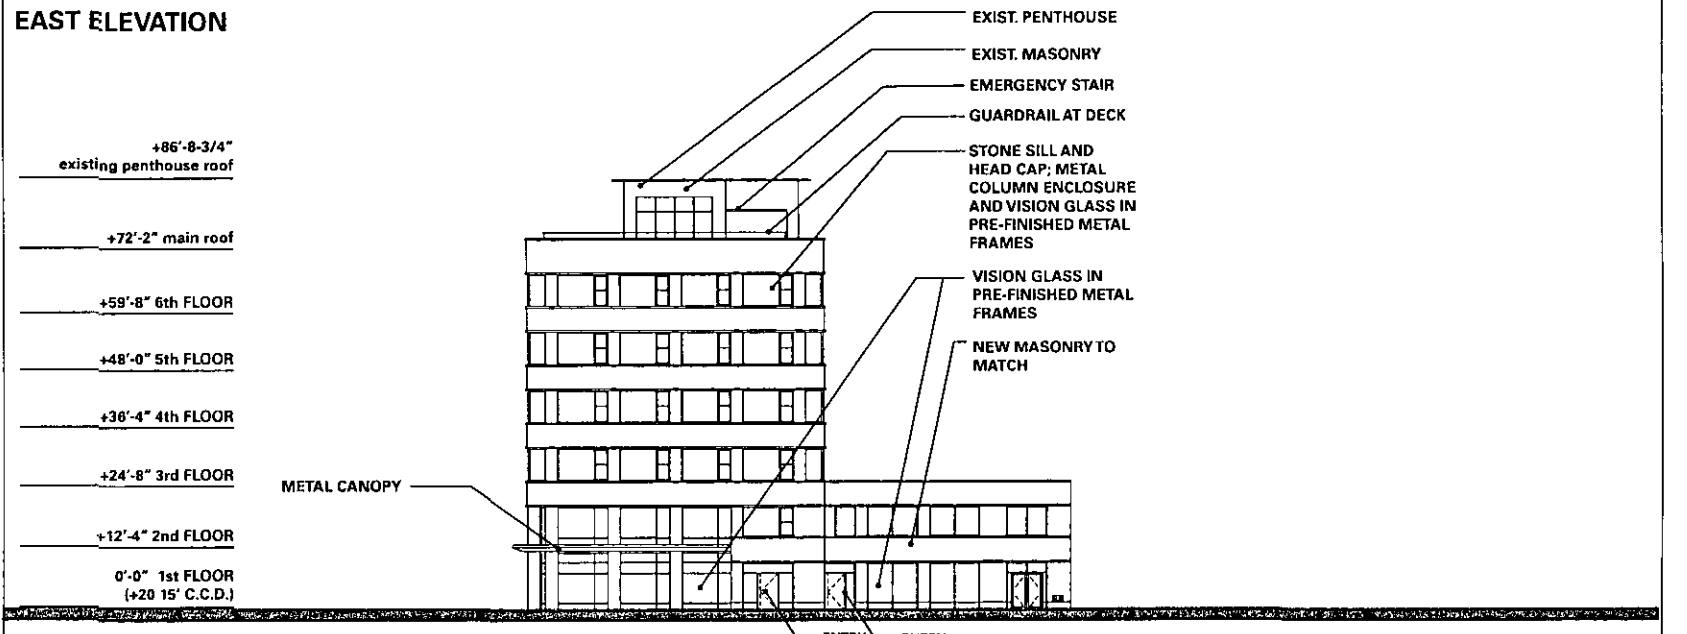 EAST ELEVATION
EXIST. PENTHOUSE
EXIST. MASONRY
EMERGENCY STAIR
GUARDRAIL AT DECK
STONE SILL AND
HEAD CAP; METAL
COLUMN ENCLOSURE
AND VISION GLASS IN
PRE-FINISHED METAL
FRAMES
VISION GLASS IN
PRE-FINISHED METAL
FRAMES
NEW MASONRY TO
MATCH
+86'-8-3/4"
existing penthouse roof
+72'-2" main roof
+59'-8" 6th FLOOR
+48'-0" 5th FLOOR
+36'-4" 4th FLOOR
+24'-8" 3rd FLOOR
METAL CANOPY
+12'-4" 2nd FLOOR
0'-0" 1st FLOOR
(+20 15' C.C.D.)